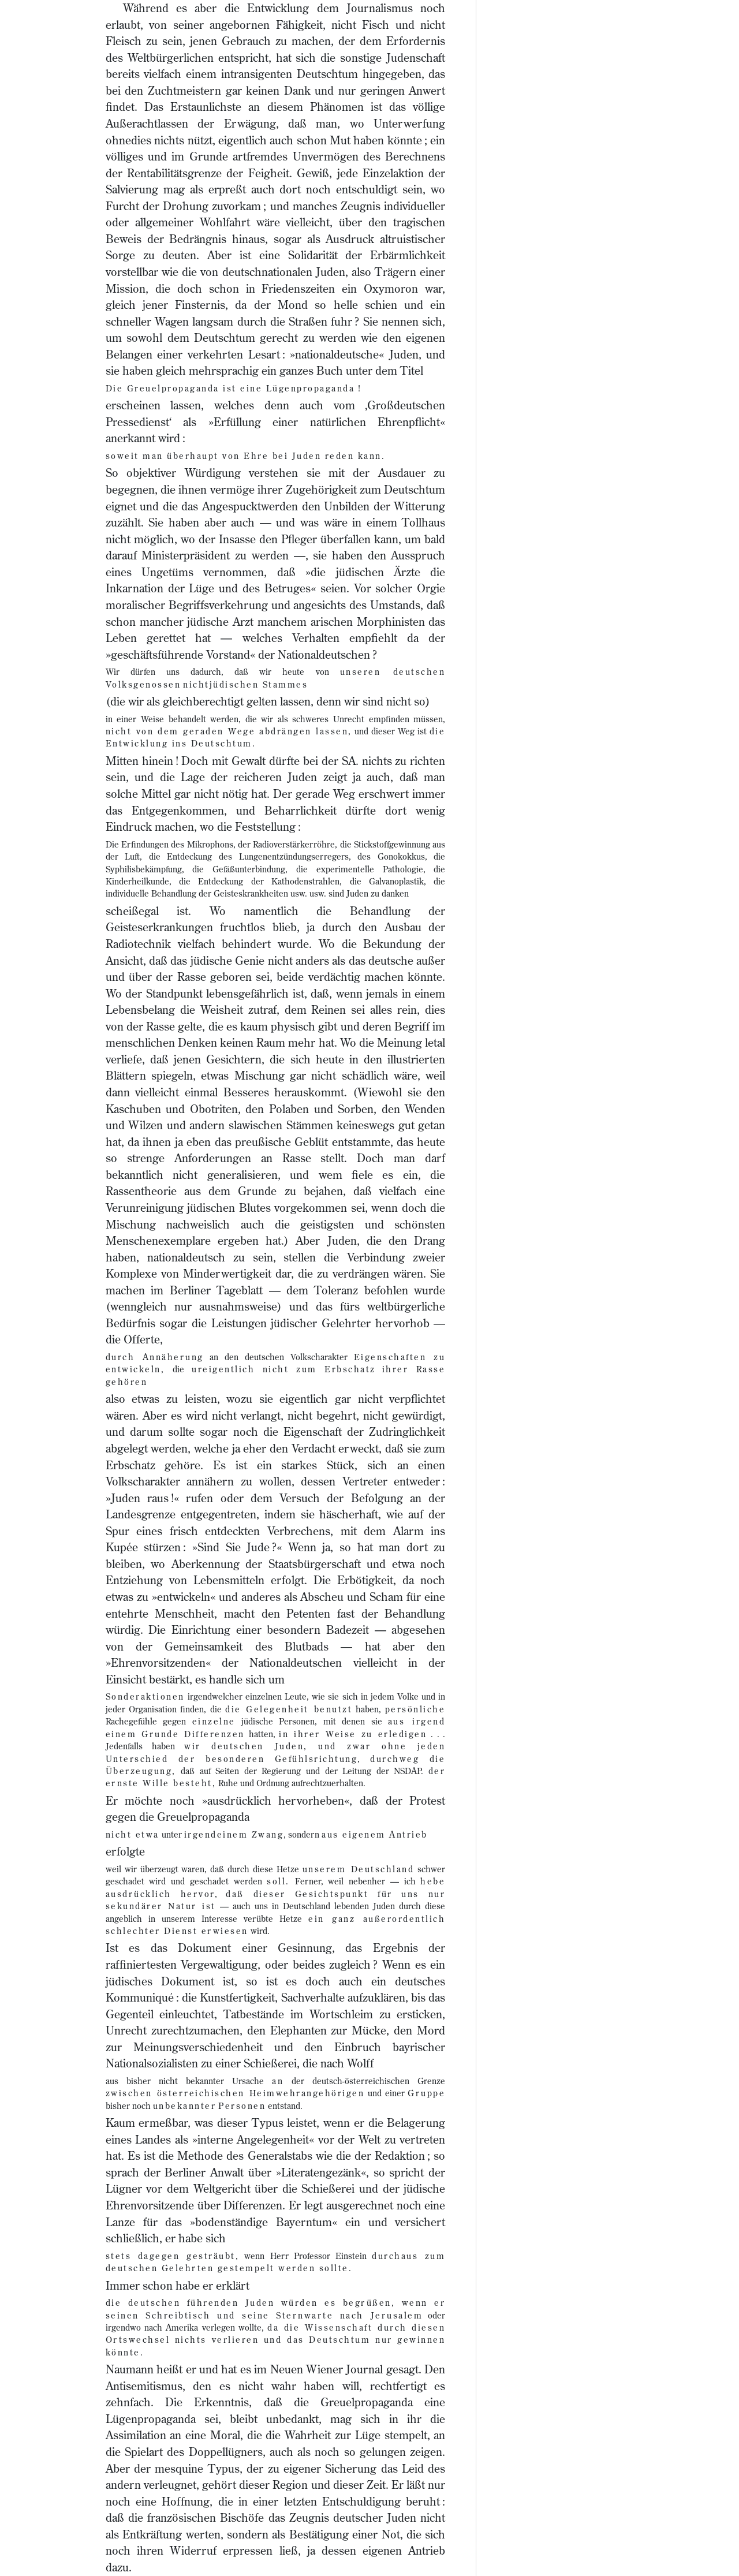 Während es aber die Entwicklung dem Journalismus noch
erlaubt, von seiner angebornen Fähigkeit, nicht Fisch und nicht
Fleisch zu sein, jenen Gebrauch zu machen, der dem Erfordernis
des Weltbürgerlichen entspricht, hat sich die sonstige Judenschaft
bereits vielfach einem intransigenten Deutschtum hingegeben, das
bei den Zuchtmeistern gar keinen Dank und nur geringen Anwert
findet. Das Erstaunlichste an diesem Phänomen ist das völlige
Außerachtlassen der Erwägung, daß man, wo Unterwerfung
ohnedies nichts nützt, eigentlich auch schon Mut haben könnte ; ein
völliges und im Grunde artfremdes Unvermögen des Berechnens
der Rentabilitätsgrenze der Feigheit. Gewiß, jede Einzelaktion der
Salvierung mag als erpreßt auch dort noch entschuldigt sein, wo
Furcht der Drohung zuvorkam ; und manches Zeugnis individueller
oder allgemeiner Wohlfahrt wäre vielleicht, über den tragischen
Beweis der Bedrängnis hinaus, sogar als Ausdruck altruistischer
Sorge zu deuten. Aber ist eine Solidarität der Erbärmlichkeit
vorstellbar wie die von deutschnationalen Juden, also Trägern einer
Mission, die doch schon in Friedenszeiten ein Oxymoron war,
gleich jener Finsternis, da der Mond so helle schien und ein
schneller Wagen langsam durch die Straßen fuhr ? Sie nennen sich,
um sowohl dem Deutschtum gerecht zu werden wie den eigenen
Belangen einer verkehrten Lesart : »nationaldeutsche« Juden, und
sie haben gleich mehrsprachig ein ganzes Buch unter dem Titel
Die Greuelpropaganda ist eine Lügenpropaganda !
erscheinen lassen, welches denn auch vom ‚Großdeutschen
Pressedienst‘ als »Erfüllung einer natürlichen Ehrenpflicht«
anerkannt wird :
soweit man überhaupt von Ehre bei Juden reden kann.
So objektiver Würdigung verstehen sie mit der Ausdauer zu
begegnen, die ihnen vermöge ihrer Zugehörigkeit zum Deutschtum
eignet und die das Angespucktwerden den Unbilden der Witterung
zuzählt. Sie haben aber auch — und was wäre in einem Tollhaus
nicht möglich, wo der Insasse den Pfleger überfallen kann, um bald
darauf Ministerpräsident zu werden —, sie haben den Ausspruch
eines Ungetüms vernommen, daß »die jüdischen Ärzte die
Inkarnation der Lüge und des Betruges« seien. Vor solcher Orgie
moralischer Begriffsverkehrung und angesichts des Umstands, daß
schon mancher jüdische Arzt manchem arischen Morphinisten das
Leben gerettet hat — welches Verhalten empfiehlt da der
»geschäftsführende Vorstand« der Nationaldeutschen ?
Wir dürfen uns dadurch, daß wir heute von unseren deutschen
Volksgenossen nichtjüdischen Stammes
(die wir als gleichberechtigt gelten lassen, denn wir sind nicht so)
in einer Weise behandelt werden, die wir als schweres Unrecht empfinden müssen,
nicht von dem geraden Wege abdrängen lassen, und dieser Weg ist die
Entwicklung ins Deutschtum.
Mitten hinein ! Doch mit Gewalt dürfte bei der SA. nichts zu richten
sein, und die Lage der reicheren Juden zeigt ja auch, daß man
solche Mittel gar nicht nötig hat. Der gerade Weg erschwert immer
das Entgegenkommen, und Beharrlichkeit dürfte dort wenig
Eindruck machen, wo die Feststellung :
Die Erfindungen des Mikrophons, der Radioverstärkerröhre, die Stickstoffgewinnung aus
der Luft, die Entdeckung des Lungenentzündungserregers, des Gonokokkus, die
Syphilisbekämpfung, die Gefäßunterbindung, die experimentelle Pathologie, die
Kinderheilkunde, die Entdeckung der Kathodenstrahlen, die Galvanoplastik, die
individuelle Behandlung der Geisteskrankheiten usw. usw. sind Juden zu danken
scheißegal ist. Wo namentlich die Behandlung der
Geisteserkrankungen fruchtlos blieb, ja durch den Ausbau der
Radiotechnik vielfach behindert wurde. Wo die Bekundung der
Ansicht, daß das jüdische Genie nicht anders als das deutsche außer
und über der Rasse geboren sei, beide verdächtig machen könnte.
Wo der Standpunkt lebensgefährlich ist, daß, wenn jemals in einem
Lebensbelang die Weisheit zutraf, dem Reinen sei alles rein, dies
von der Rasse gelte, die es kaum physisch gibt und deren Begriff im
menschlichen Denken keinen Raum mehr hat. Wo die Meinung letal
verliefe, daß jenen Gesichtern, die sich heute in den illustrierten
Blättern spiegeln, etwas Mischung gar nicht schädlich wäre, weil
dann vielleicht einmal Besseres herauskommt. (Wiewohl sie den
Kaschuben und Obotriten, den Polaben und Sorben, den Wenden
und Wilzen und andern slawischen Stämmen keineswegs gut getan
hat, da ihnen ja eben das preußische Geblüt entstammte, das heute
so strenge Anforderungen an Rasse stellt. Doch man darf
bekanntlich nicht generalisieren, und wem fiele es ein, die
Rassentheorie aus dem Grunde zu bejahen, daß vielfach eine
Verunreinigung jüdischen Blutes vorgekommen sei, wenn doch die
Mischung nachweislich auch die geistigsten und schönsten
Menschenexemplare ergeben hat.) Aber Juden, die den Drang
haben, nationaldeutsch zu sein, stellen die Verbindung zweier
Komplexe von Minderwertigkeit dar, die zu verdrängen wären. Sie
machen im Berliner Tageblatt — dem Toleranz befohlen wurde
(wenngleich nur ausnahmsweise) und das fürs weltbürgerliche
Bedürfnis sogar die Leistungen jüdischer Gelehrter hervorhob —
die Offerte,
durch Annäherung an den deutschen Volkscharakter Eigenschaften zu
entwickeln, die ureigentlich nicht zum Erbschatz ihrer Rasse
gehören
also etwas zu leisten, wozu sie eigentlich gar nicht verpflichtet
wären. Aber es wird nicht verlangt, nicht begehrt, nicht gewürdigt,
und darum sollte sogar noch die Eigenschaft der Zudringlichkeit
abgelegt werden, welche ja eher den Verdacht erweckt, daß sie zum
Erbschatz gehöre. Es ist ein starkes Stück, sich an einen
Volkscharakter annähern zu wollen, dessen Vertreter entweder :
»Juden raus !« rufen oder dem Versuch der Befolgung an der
Landesgrenze entgegentreten, indem sie häscherhaft, wie auf der
Spur eines frisch entdeckten Verbrechens, mit dem Alarm ins
Kupée stürzen : »Sind Sie Jude ?« Wenn ja, so hat man dort zu
bleiben, wo Aberkennung der Staatsbürgerschaft und etwa noch
Entziehung von Lebensmitteln erfolgt. Die Erbötigkeit, da noch
etwas zu »entwickeln« und anderes als Abscheu und Scham für eine
entehrte Menschheit, macht den Petenten fast der Behandlung
würdig. Die Einrichtung einer besondern Badezeit — abgesehen
von der Gemeinsamkeit des Blutbads — hat aber den
»Ehrenvorsitzenden« der Nationaldeutschen vielleicht in der
Einsicht bestärkt, es handle sich um
Sonderaktionen irgendwelcher einzelnen Leute, wie sie sich in jedem Volke und in
jeder Organisation finden, die die Gelegenheit benutzt haben, persönliche
Rachegefühle gegen einzelne jüdische Personen, mit denen sie aus irgend
einem Grunde Differenzen hatten, in ihrer Weise zu erledigen . . .
Jedenfalls haben wir deutschen Juden, und zwar ohne jeden
Unterschied der besonderen Gefühlsrichtung, durchweg die
Überzeugung, daß auf Seiten der Regierung und der Leitung der NSDAP. der
ernste Wille besteht, Ruhe und Ordnung aufrechtzuerhalten.
Er möchte noch »ausdrücklich hervorheben«, daß der Protest
gegen die Greuelpropaganda
nicht etwa unter irgendeinem Zwang, sondern aus eigenem Antrieb
erfolgte
weil wir überzeugt waren, daß durch diese Hetze unserem Deutschland schwer
geschadet wird und geschadet werden soll. Ferner, weil nebenher — ich hebe
ausdrücklich hervor, daß dieser Gesichtspunkt für uns nur
sekundärer Natur ist — auch uns in Deutschland lebenden Juden durch diese
angeblich in unserem Interesse verübte Hetze ein ganz außerordentlich
schlechter Dienst erwiesen wird.
Ist es das Dokument einer Gesinnung, das Ergebnis der
raffiniertesten Vergewaltigung, oder beides zugleich ? Wenn es ein
jüdisches Dokument ist, so ist es doch auch ein deutsches
Kommuniqué : die Kunstfertigkeit, Sachverhalte aufzuklären, bis das
Gegenteil einleuchtet, Tatbestände im Wortschleim zu ersticken,
Unrecht zurechtzumachen, den Elephanten zur Mücke, den Mord
zur Meinungsverschiedenheit und den Einbruch bayrischer
Nationalsozialisten zu einer Schießerei, die nach Wolff
aus bisher nicht bekannter Ursache an der deutsch-österreichischen Grenze
zwischen österreichischen Heimwehrangehörigen und einer Gruppe
bisher noch unbekannter Personen entstand.
Kaum ermeßbar, was dieser Typus leistet, wenn er die Belagerung
eines Landes als »interne Angelegenheit« vor der Welt zu vertreten
hat. Es ist die Methode des Generalstabs wie die der Redaktion ; so
sprach der Berliner Anwalt über »Literatengezänk«, so spricht der
Lügner vor dem Weltgericht über die Schießerei und der jüdische
Ehrenvorsitzende über Differenzen. Er legt ausgerechnet noch eine
Lanze für das »bodenständige Bayerntum« ein und versichert
schließlich, er habe sich
stets dagegen gesträubt, wenn Herr Professor Einstein durchaus zum
deutschen Gelehrten gestempelt werden sollte.
Immer schon habe er erklärt
die deutschen führenden Juden würden es begrüßen, wenn er
seinen Schreibtisch und seine Sternwarte nach Jerusalem oder
irgendwo nach Amerika verlegen wollte, da die Wissenschaft durch diesen
Ortswechsel nichts verlieren und das Deutschtum nur gewinnen
könnte.
Naumann heißt er und hat es im Neuen Wiener Journal gesagt. Den
Antisemitismus, den es nicht wahr haben will, rechtfertigt es
zehnfach. Die Erkenntnis, daß die Greuelpropaganda eine
Lügenpropaganda sei, bleibt unbedankt, mag sich in ihr die
Assimilation an eine Moral, die die Wahrheit zur Lüge stempelt, an
die Spielart des Doppellügners, auch als noch so gelungen zeigen.
Aber der mesquine Typus, der zu eigener Sicherung das Leid des
andern verleugnet, gehört dieser Region und dieser Zeit. Er läßt nur
noch eine Hoffnung, die in einer letzten Entschuldigung beruht :
daß die französischen Bischöfe das Zeugnis deutscher Juden nicht
als Entkräftung werten, sondern als Bestätigung einer Not, die sich
noch ihren Widerruf erpressen ließ, ja dessen eigenen Antrieb
dazu.